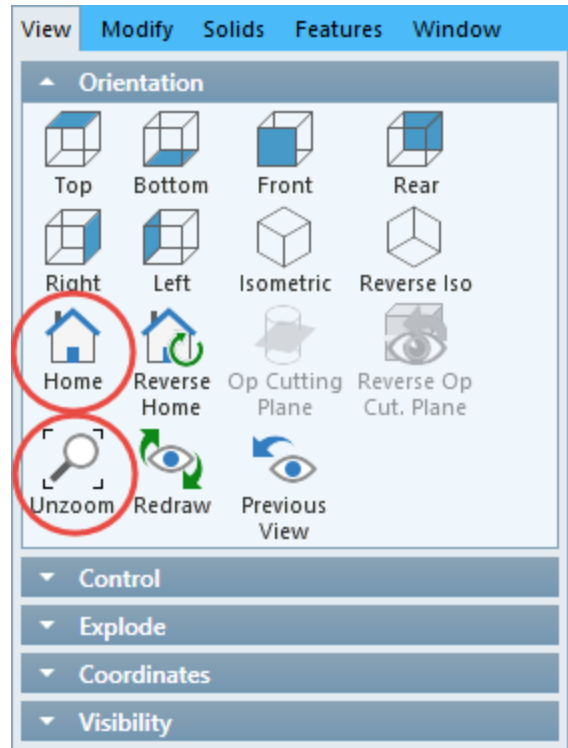 View Modify Solids Features Window
Orientation
Top Bottom Front Rear
Right Left Isometric Reverse Iso
Home Reverse Op Cutting Reverse Op
Home Plane Cut. Plane
Unzoom Redraw Previous
View
Control
Explode
Coordinates
Visibility